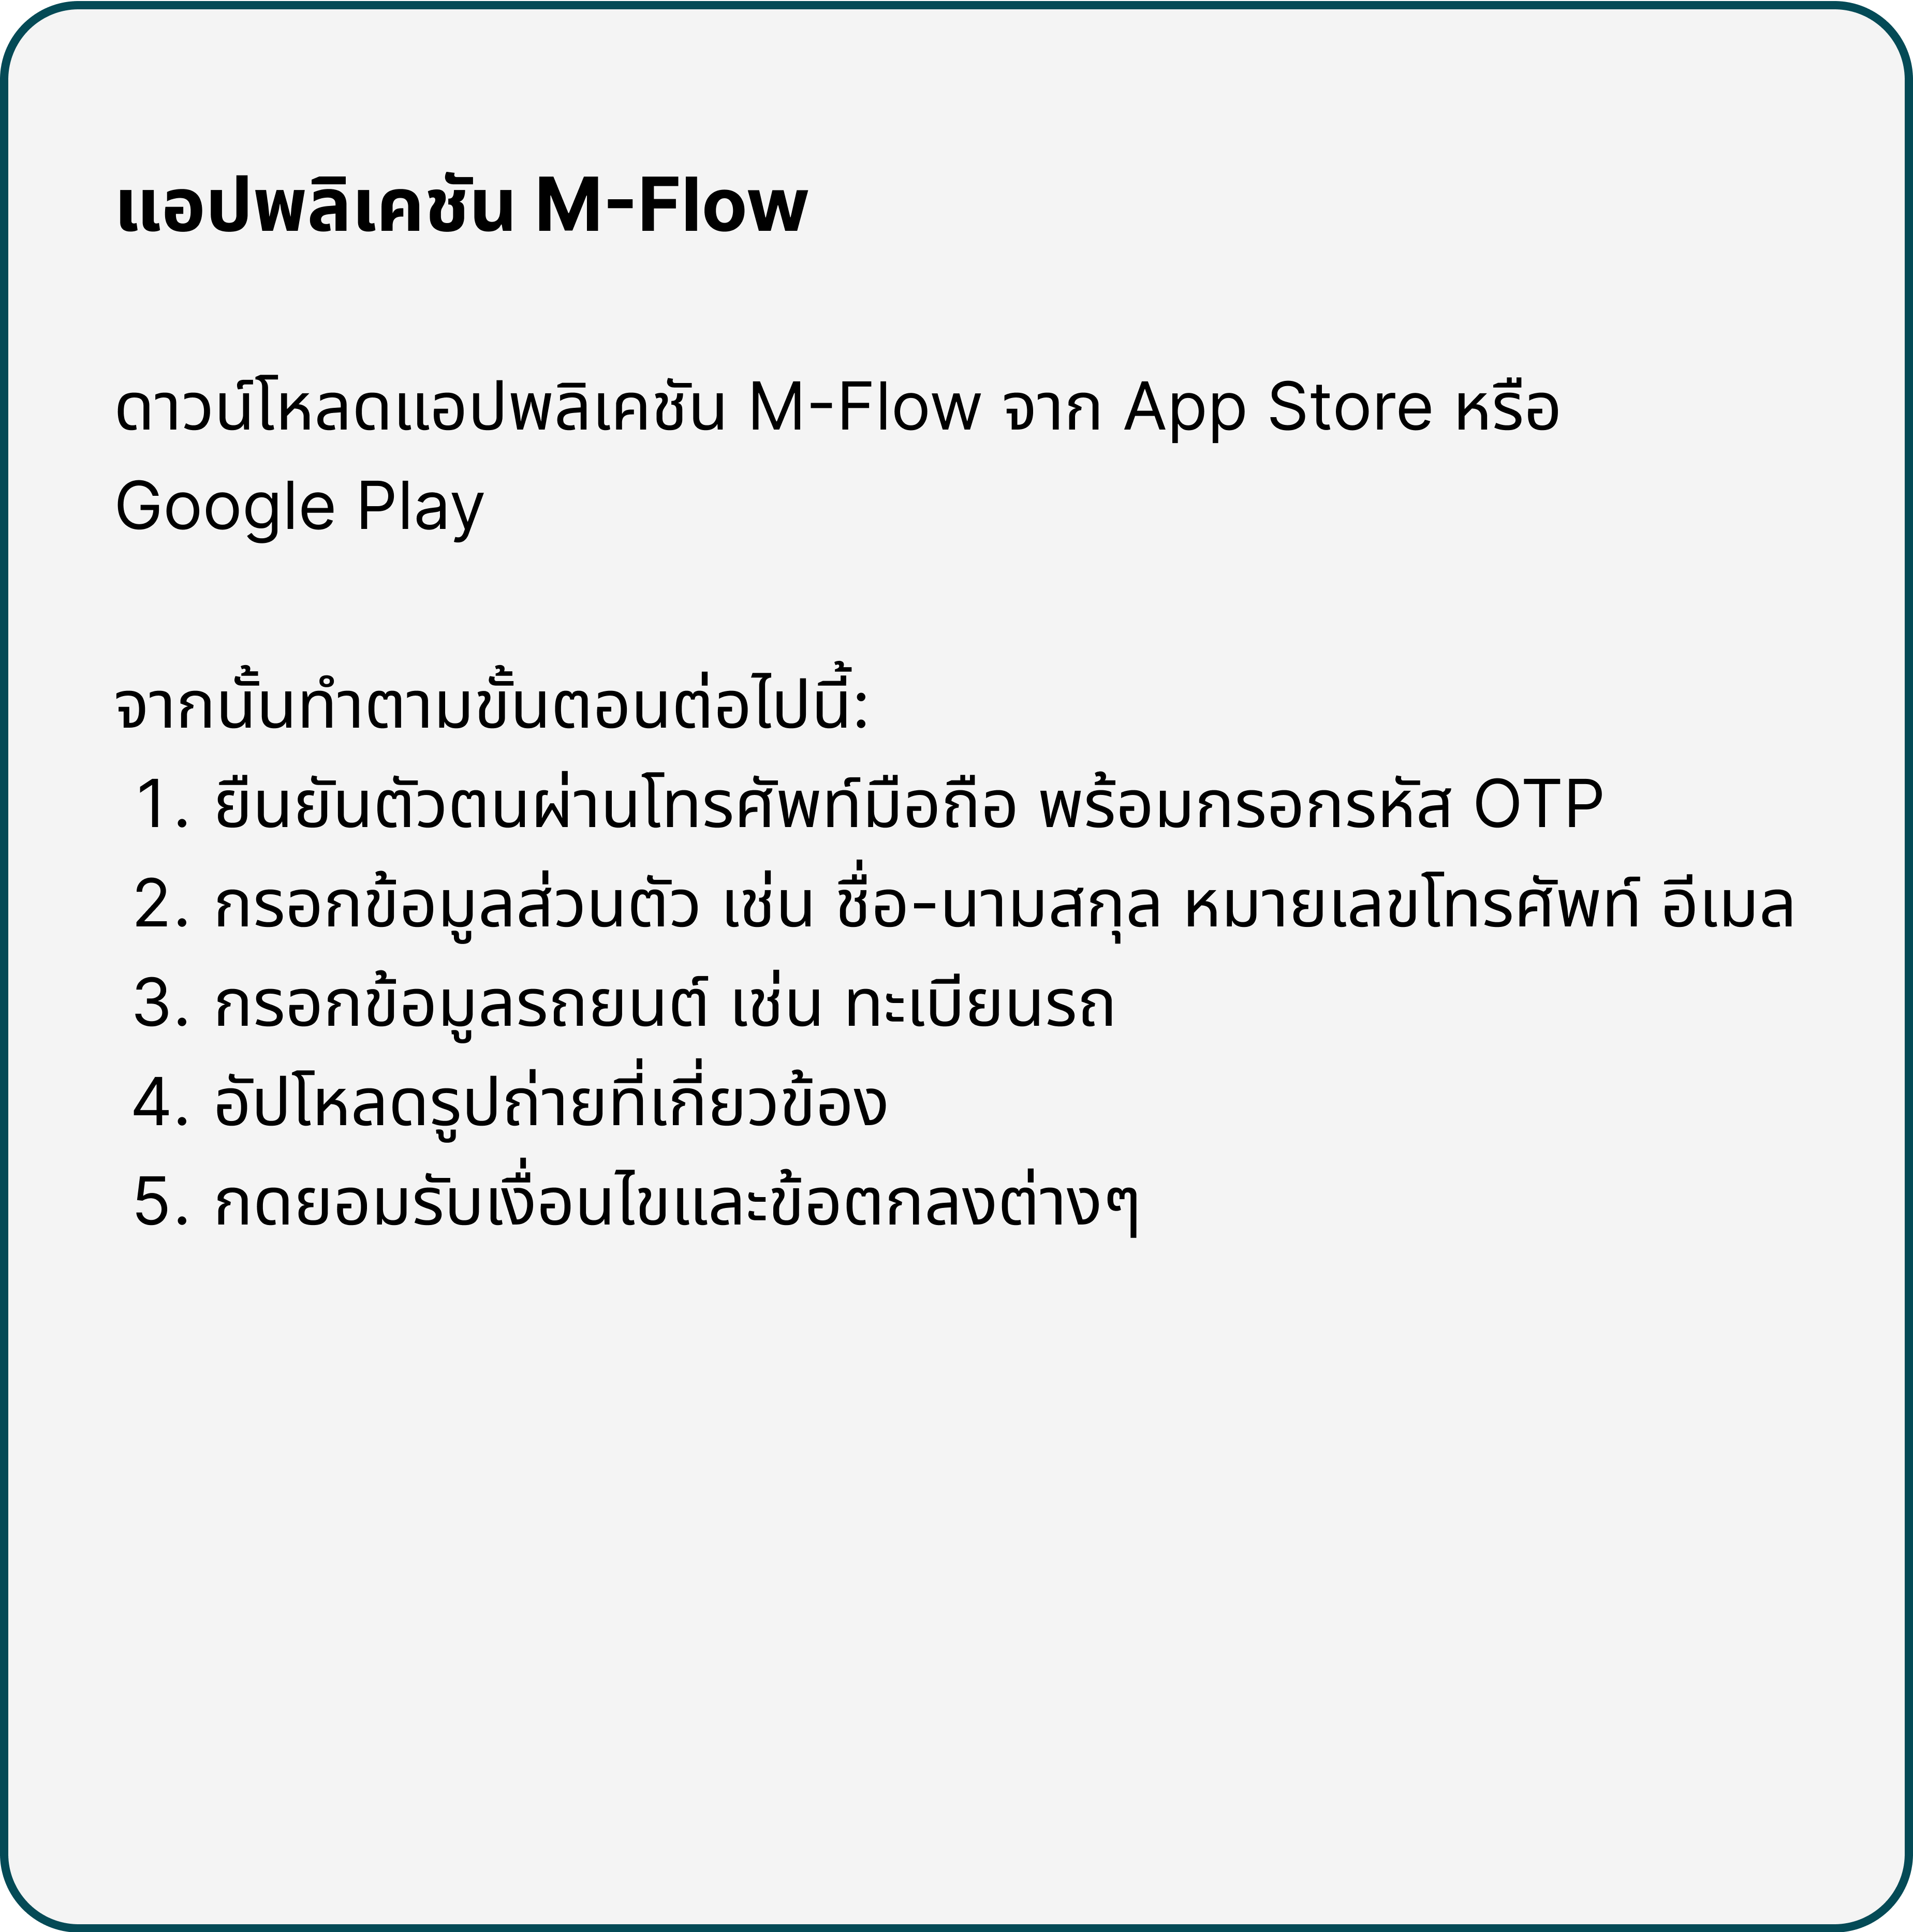 แอปพลิเคชัน M-Flow
ดาวน์โหลดแอปพลิเคชัน M-Flow จาก App Store หรือ
Google Play
จากนั้นทำตามขั้นตอนต่อไปนี้:
1. ยืนยันตัวตนผ่านโทรศัพท์มือถือ พร้อมกรอกรหัส OTP
2. กรอกข้อมูลส่วนตัว เช่น ชื่อ-นามสกุล หมายเลขโทรศัพท์ อีเมล
3. กรอกข้อมูลรถยนต์ เช่น ทะเบียนรถ
4. อัปโหลดรูปถ่ายที่เกี่ยวข้อง
5. กดยอมรับเงื่อนไขและข้อตกลงต่างๆ